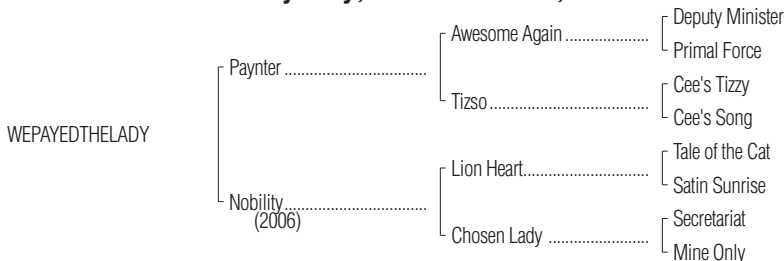 Deputy Minister
Awesome Again ....................
Primal Force
Paynter ..................................
Cee's Tizzy
Tizso ......................................
Cee's Song
WEPAYEDTHELADY
Tale of the Cat
Lion Heart..............................
Satin Sunrise
Nobility..................................
(2006)
Secretariat
Chosen Lady ........................
Mine Only